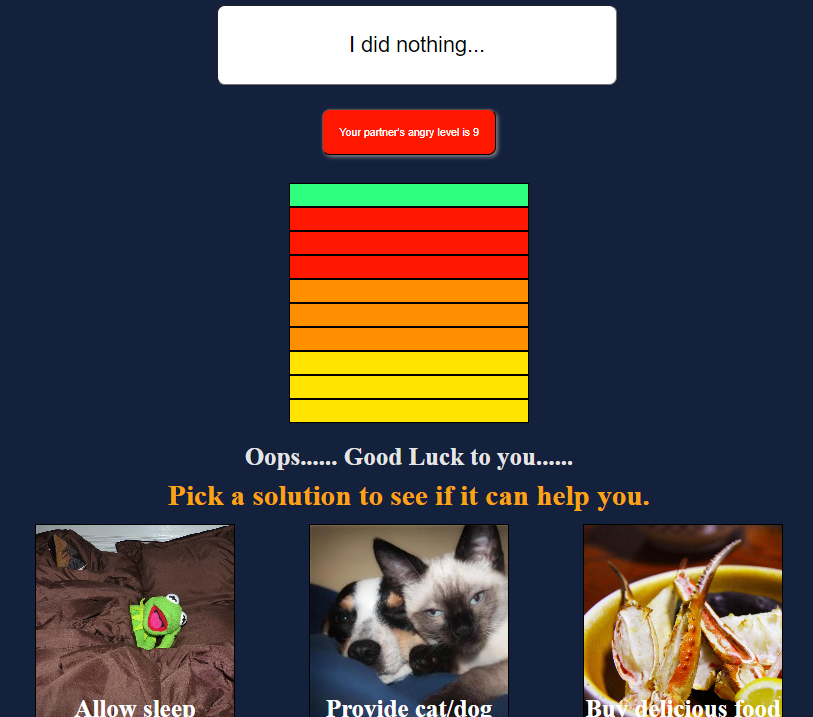 I did nothing...
Your partner's angry level is 9
Oops...... Good Luck to you......
Pick a solution to see if it can help you.
Allow sleep
Provide cat/dog
Buy delicious food